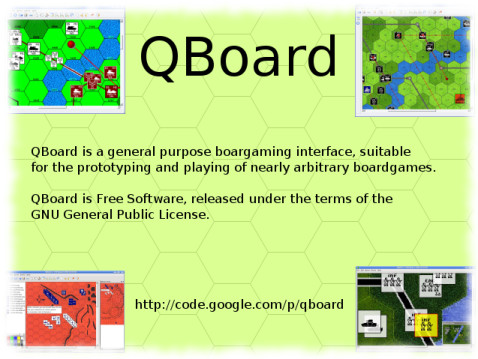 QBoard
QBoard is a general purpose boargaming interface, suitable
for the prototyping and playing of nearly arbitrary boardgames.
QBoard is Free Software, released under the terms of the
GNU General Public License.
http://code.google.com/p/qboard